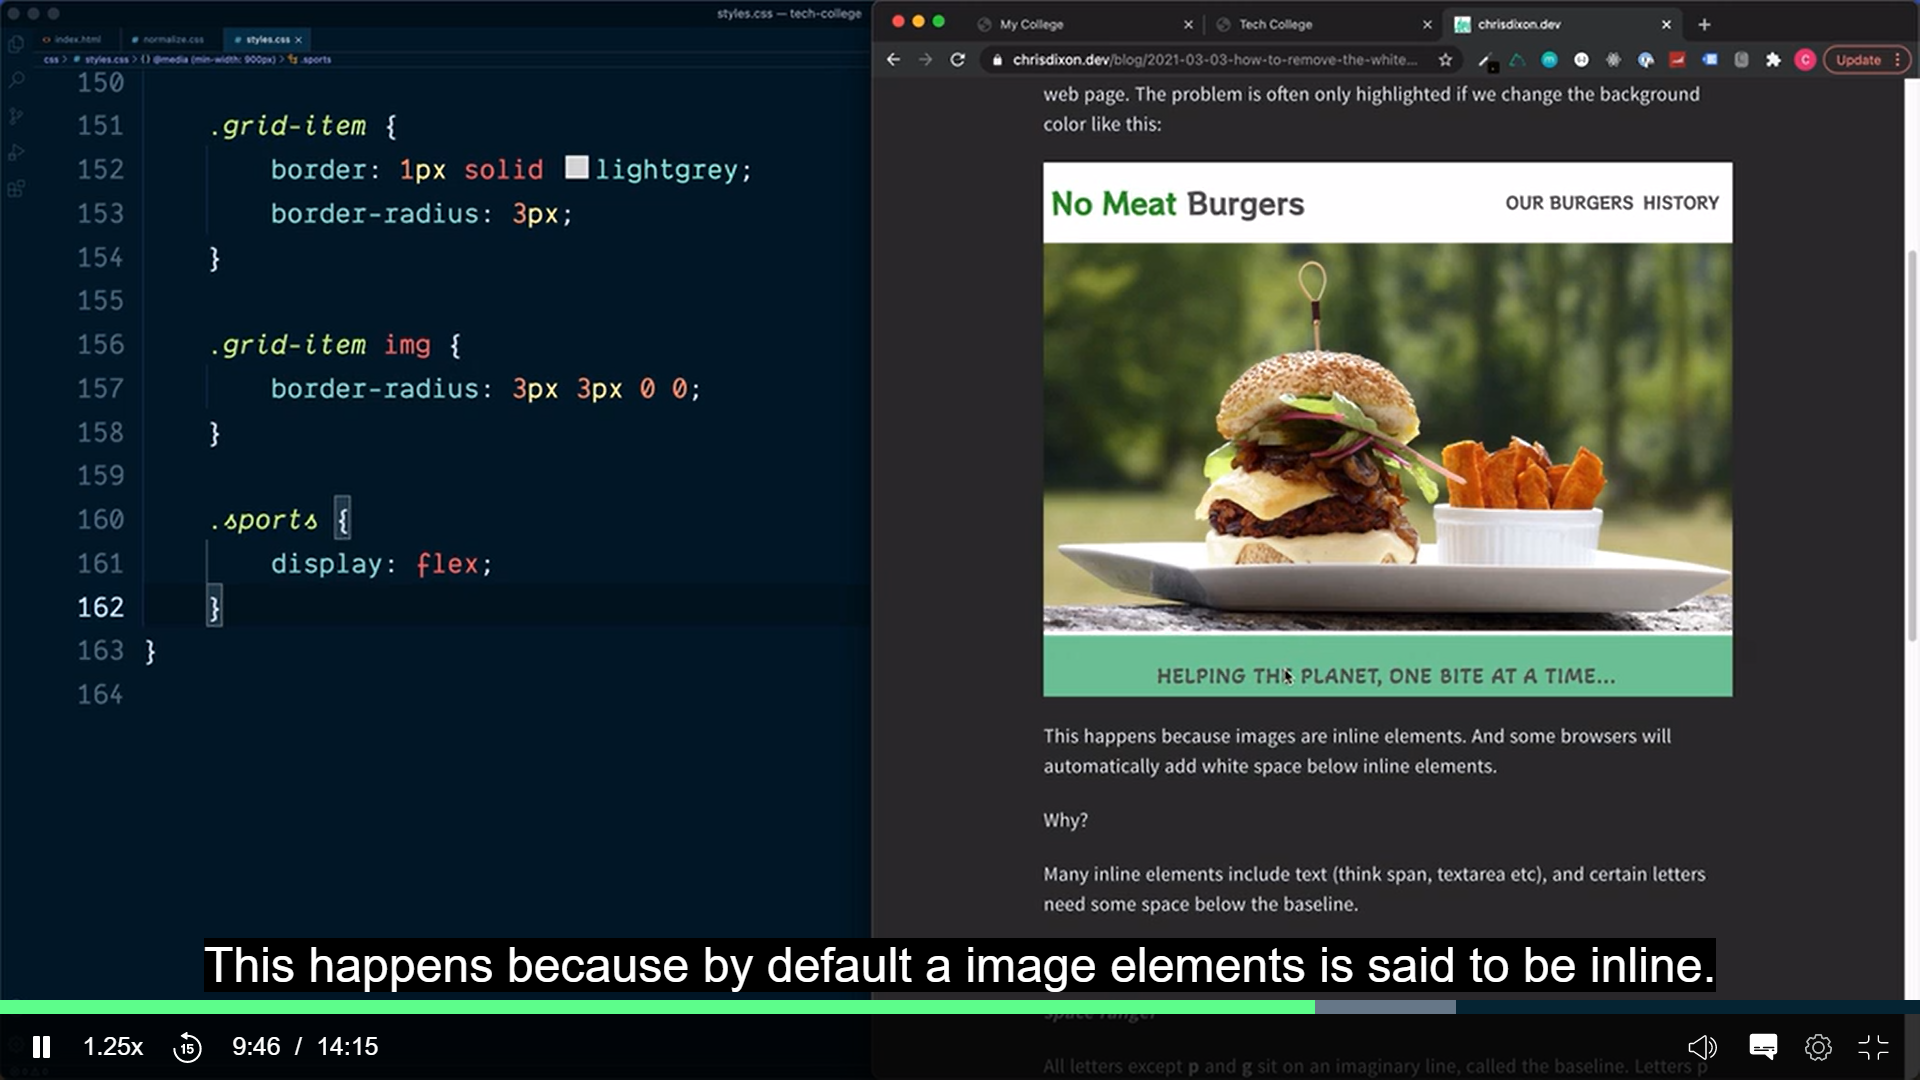 styles.css — tech-college
index.html
normalize.css
styles.css ×
css > styles.css > {} @media (min-width: 900px) > .sports
150
151 .grid-item {
152 border: 1px solid lightgrey;
153 border-radius: 3px;
154 }
155
156 .grid-item img {
157 border-radius: 3px 3px 0 0;
158 }
159
160 .sports {
161 display: flex;
162 }
163 }
164
My College ×
Tech College ×
chrisdixon.dev × +
chrisdixon.dev/blog/2021-03-03-how-to-remove-the-white...
C
Update
web page. The problem is often only highlighted if we change the background
color like this:
No Meat Burgers
OUR BURGERS HISTORY
HELPING THE PLANET, ONE BITE AT A TIME...
This happens because images are inline elements. And some browsers will
automatically add white space below inline elements.
Why?
Many inline elements include text (think span, textarea etc), and certain letters
need some space below the baseline.
This happens because by default a image elements is said to be inline.
Space ranger
All letters except p and g sit on an imaginary line, called the baseline. Letters p
1.25x
15
9:46 / 14:15